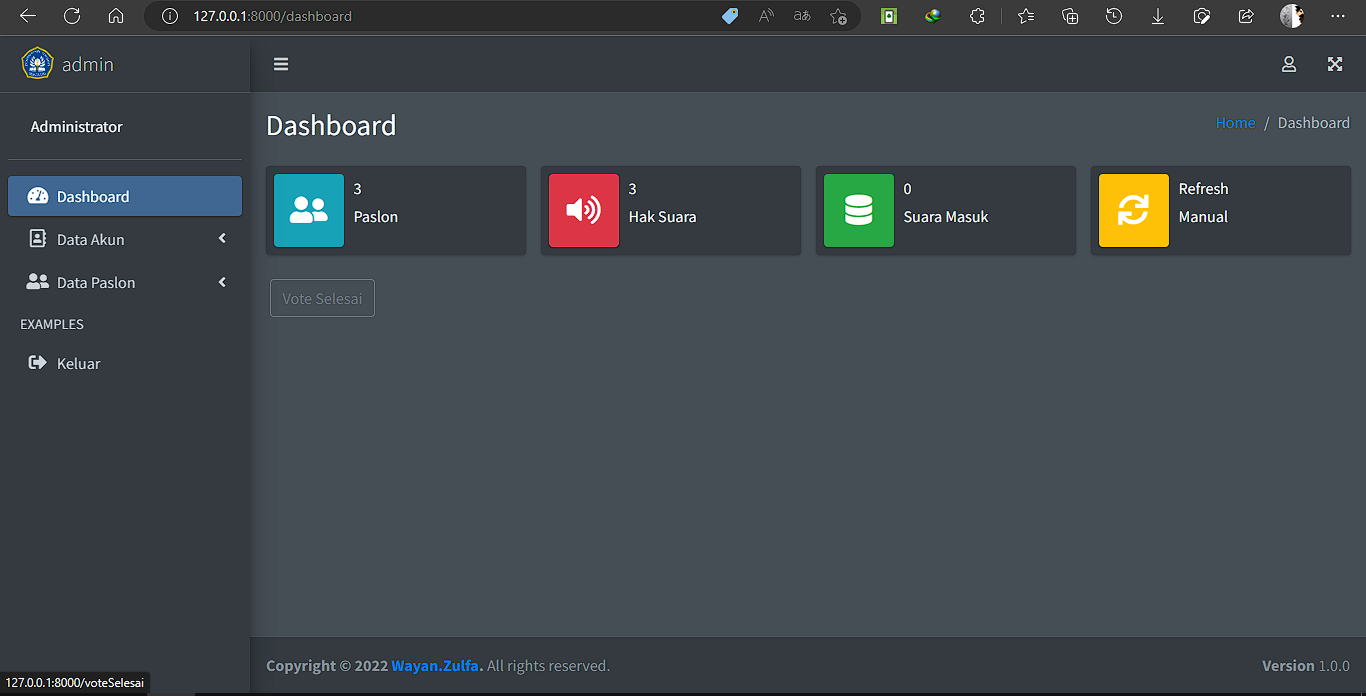 127.0.0.1:8000/dashboard
admin
Administrator
Dashboard
Data Akun
Data Paslon
EXAMPLES
Keluar
Dashboard
Home / Dashboard
3
Paslon
3
Hak Suara
0
Suara Masuk
Refresh
Manual
Vote Selesai
Copyright © 2022 Wayan.Zulfa. All rights reserved.
Version 1.0.0
127.0.0.1:8000/voteSelesai